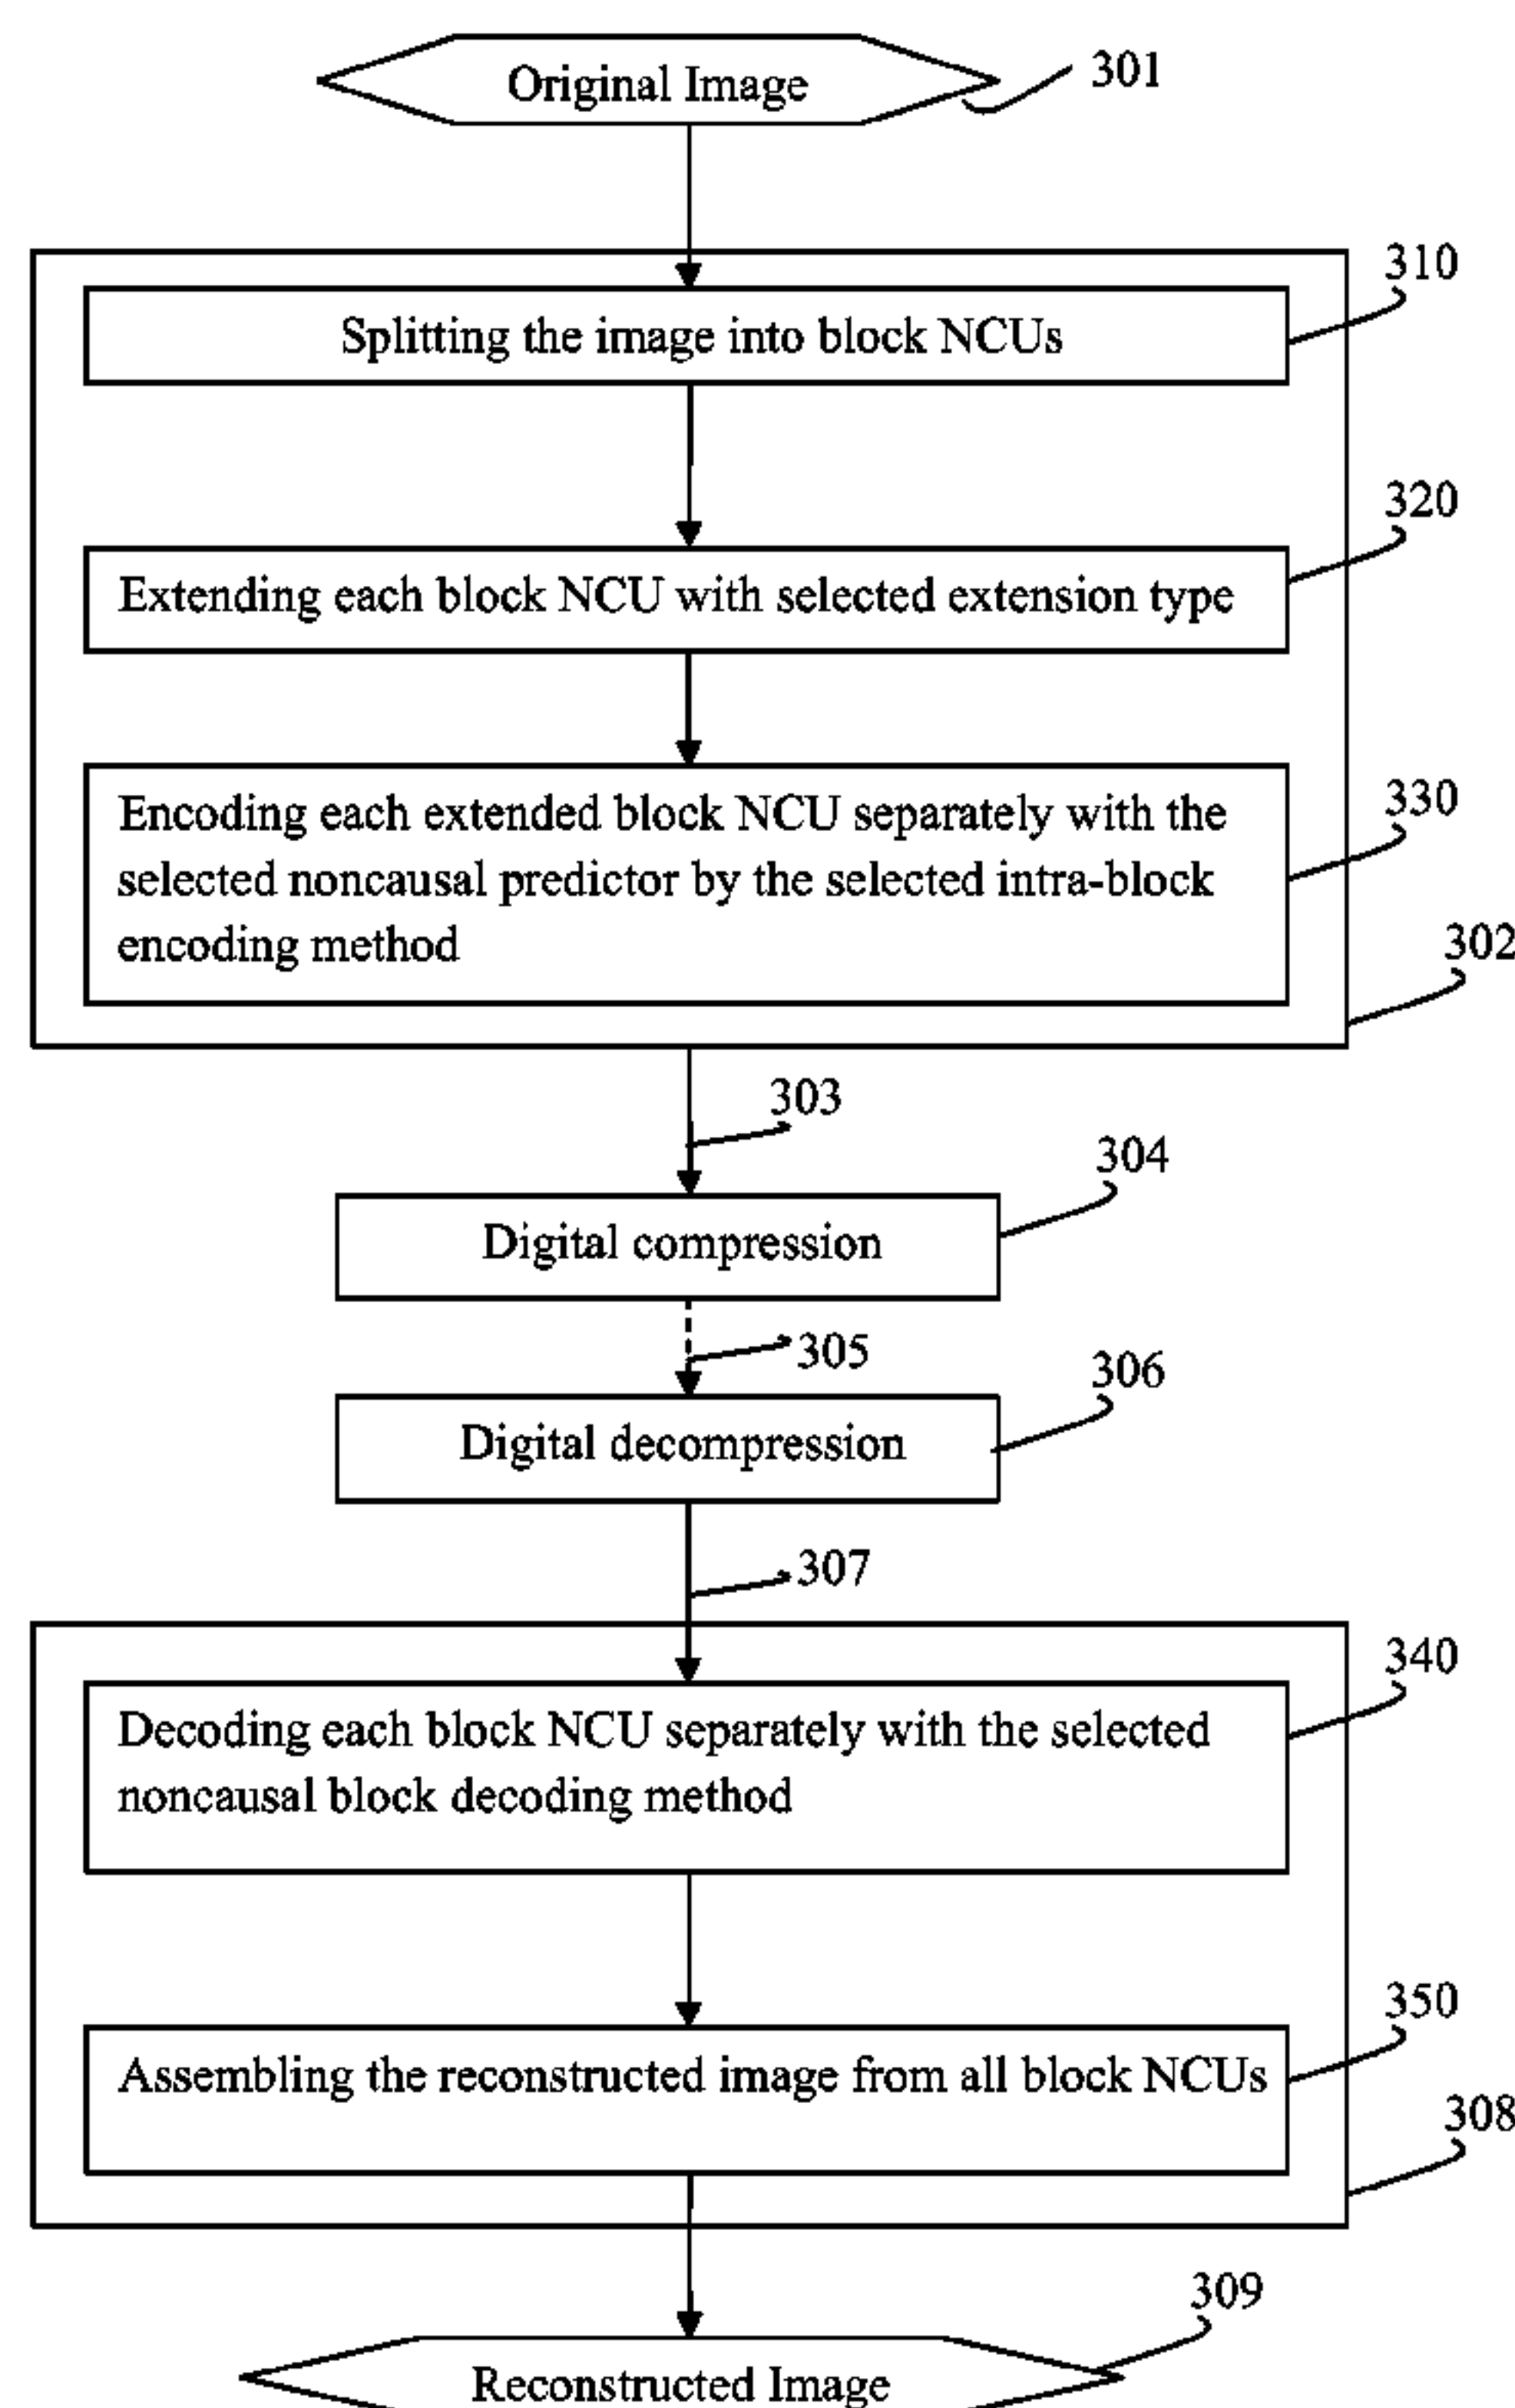 Original Image
301
310
Splitting the image into block NCUs
320
Extending each block NCU with selected extension type
330
Encoding each extended block NCU separately with the
selected noncausal predictor by the selected intra-block
encoding method
302
303
304
Digital compression
305
306
Digital decompression
307
340
Decoding each block NCU separately with the selected
noncausal block decoding method
350
Assembling the reconstructed image from all block NCUs
308
309
Reconstructed Image